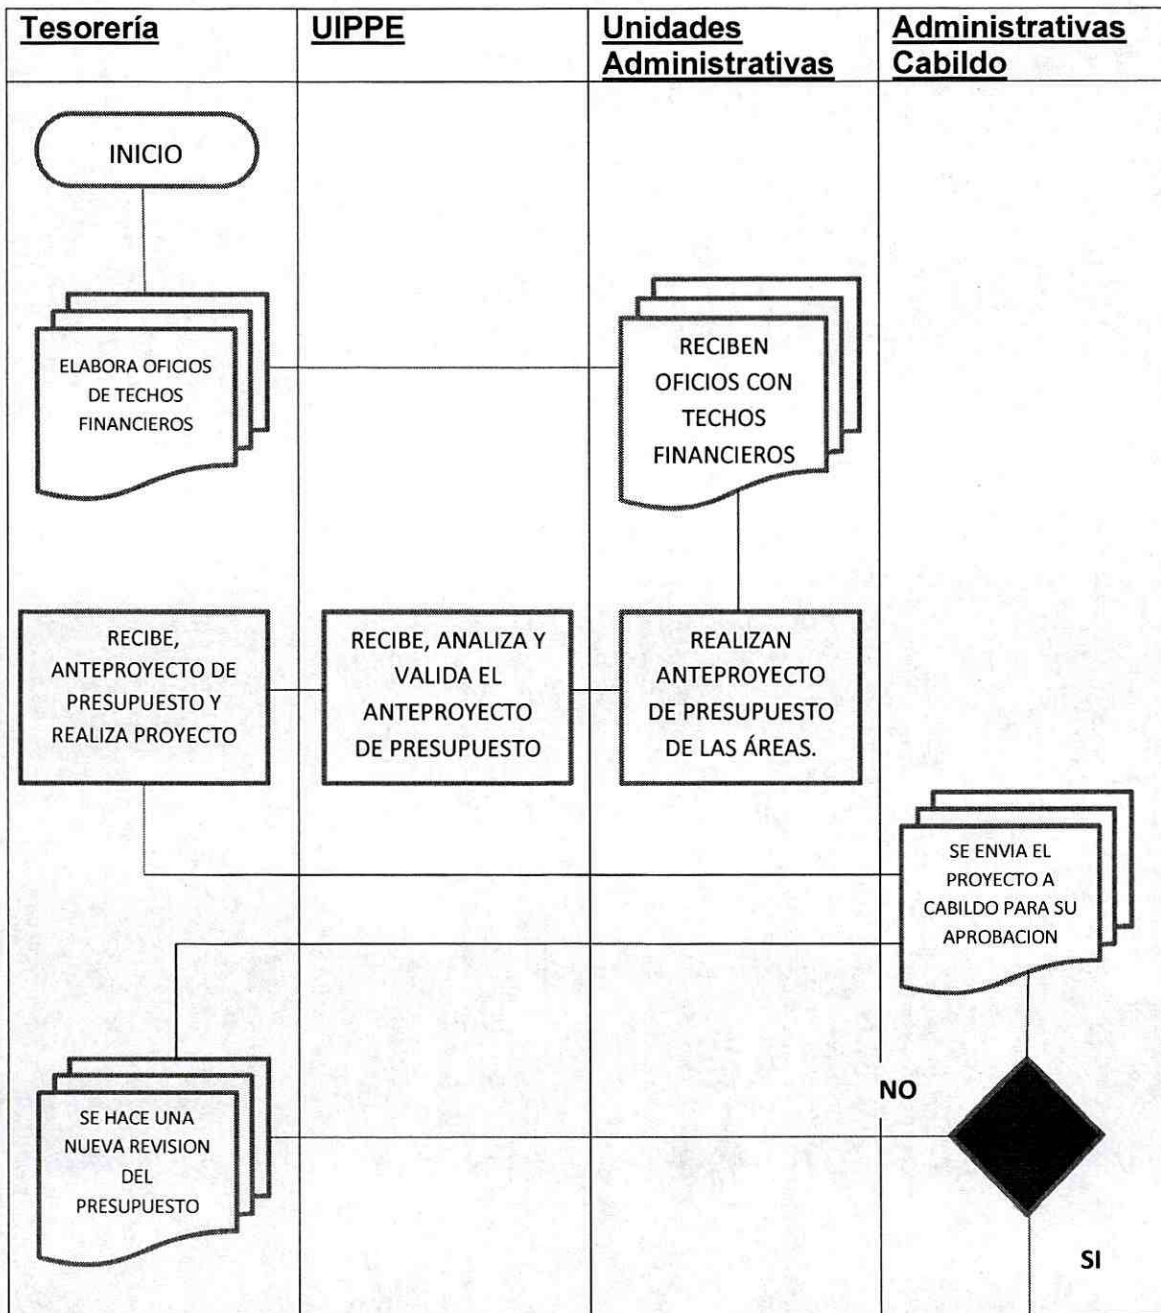 Tesorería
UIPPE
Unidades
Administrativas
Administrativas
Cabildo
INICIO
ELABORA OFICIOS
DE TECHOS
FINANCIEROS
RECIBEN
OFICIOS CON
TECHOS
FINANCIEROS
RECIBE,
ANTEPROYECTO DE
PRESUPUESTO Y
REALIZA PROYECTO
RECIBE, ANALIZA Y
VALIDA EL
ANTEPROYECTO
DE PRESUPUESTO
REALIZAN
ANTEPROYECTO
DE PRESUPUESTO
DE LAS ÁREAS.
SE ENVIA EL
PROYECTO A
CABILDO PARA SU
APROBACION
NO
SE HACE UNA
NUEVA REVISION
DEL
PRESUPUESTO
SI